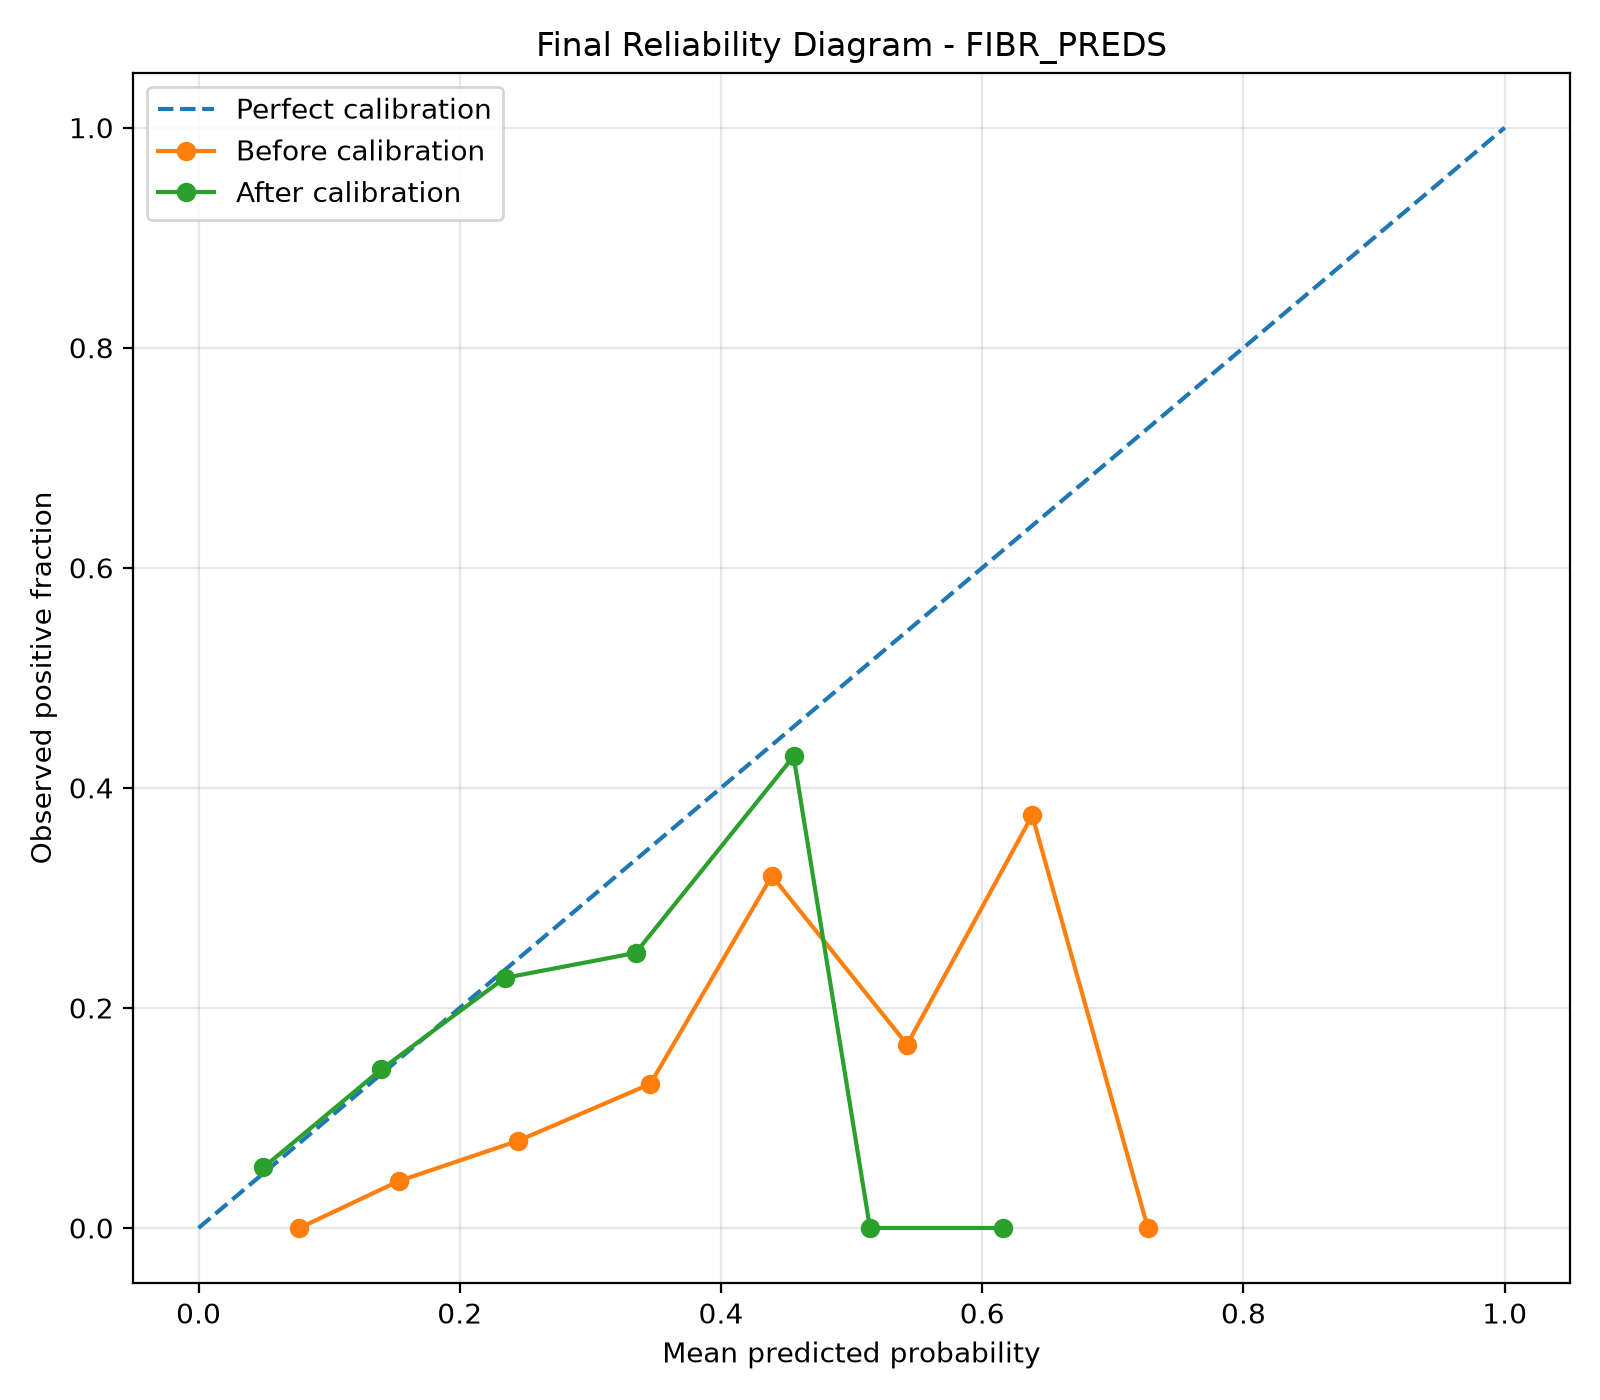 Final Reliability Diagram - FIBR_PREDS
Perfect calibration
Before calibration
After calibration
1.0
0.8
0.6
0.4
0.2
0.0
Observed positive fraction
0.0 0.2 0.4 0.6 0.8 1.0
Mean predicted probability